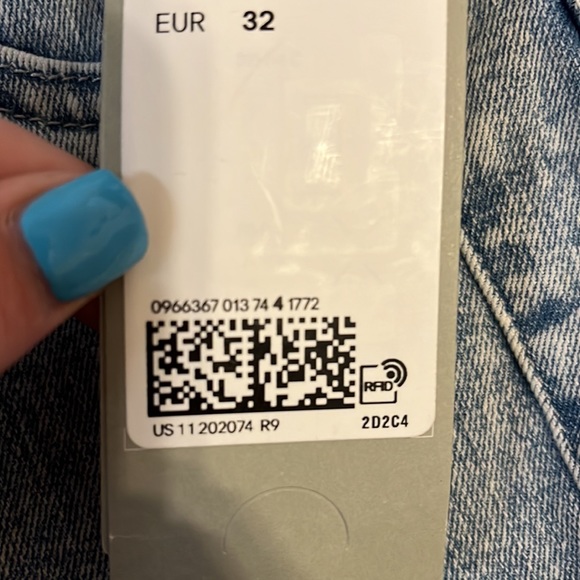 EUR 32
0966367 013 74 4 1772
RFID
US 11 202074 R9 2D2C4